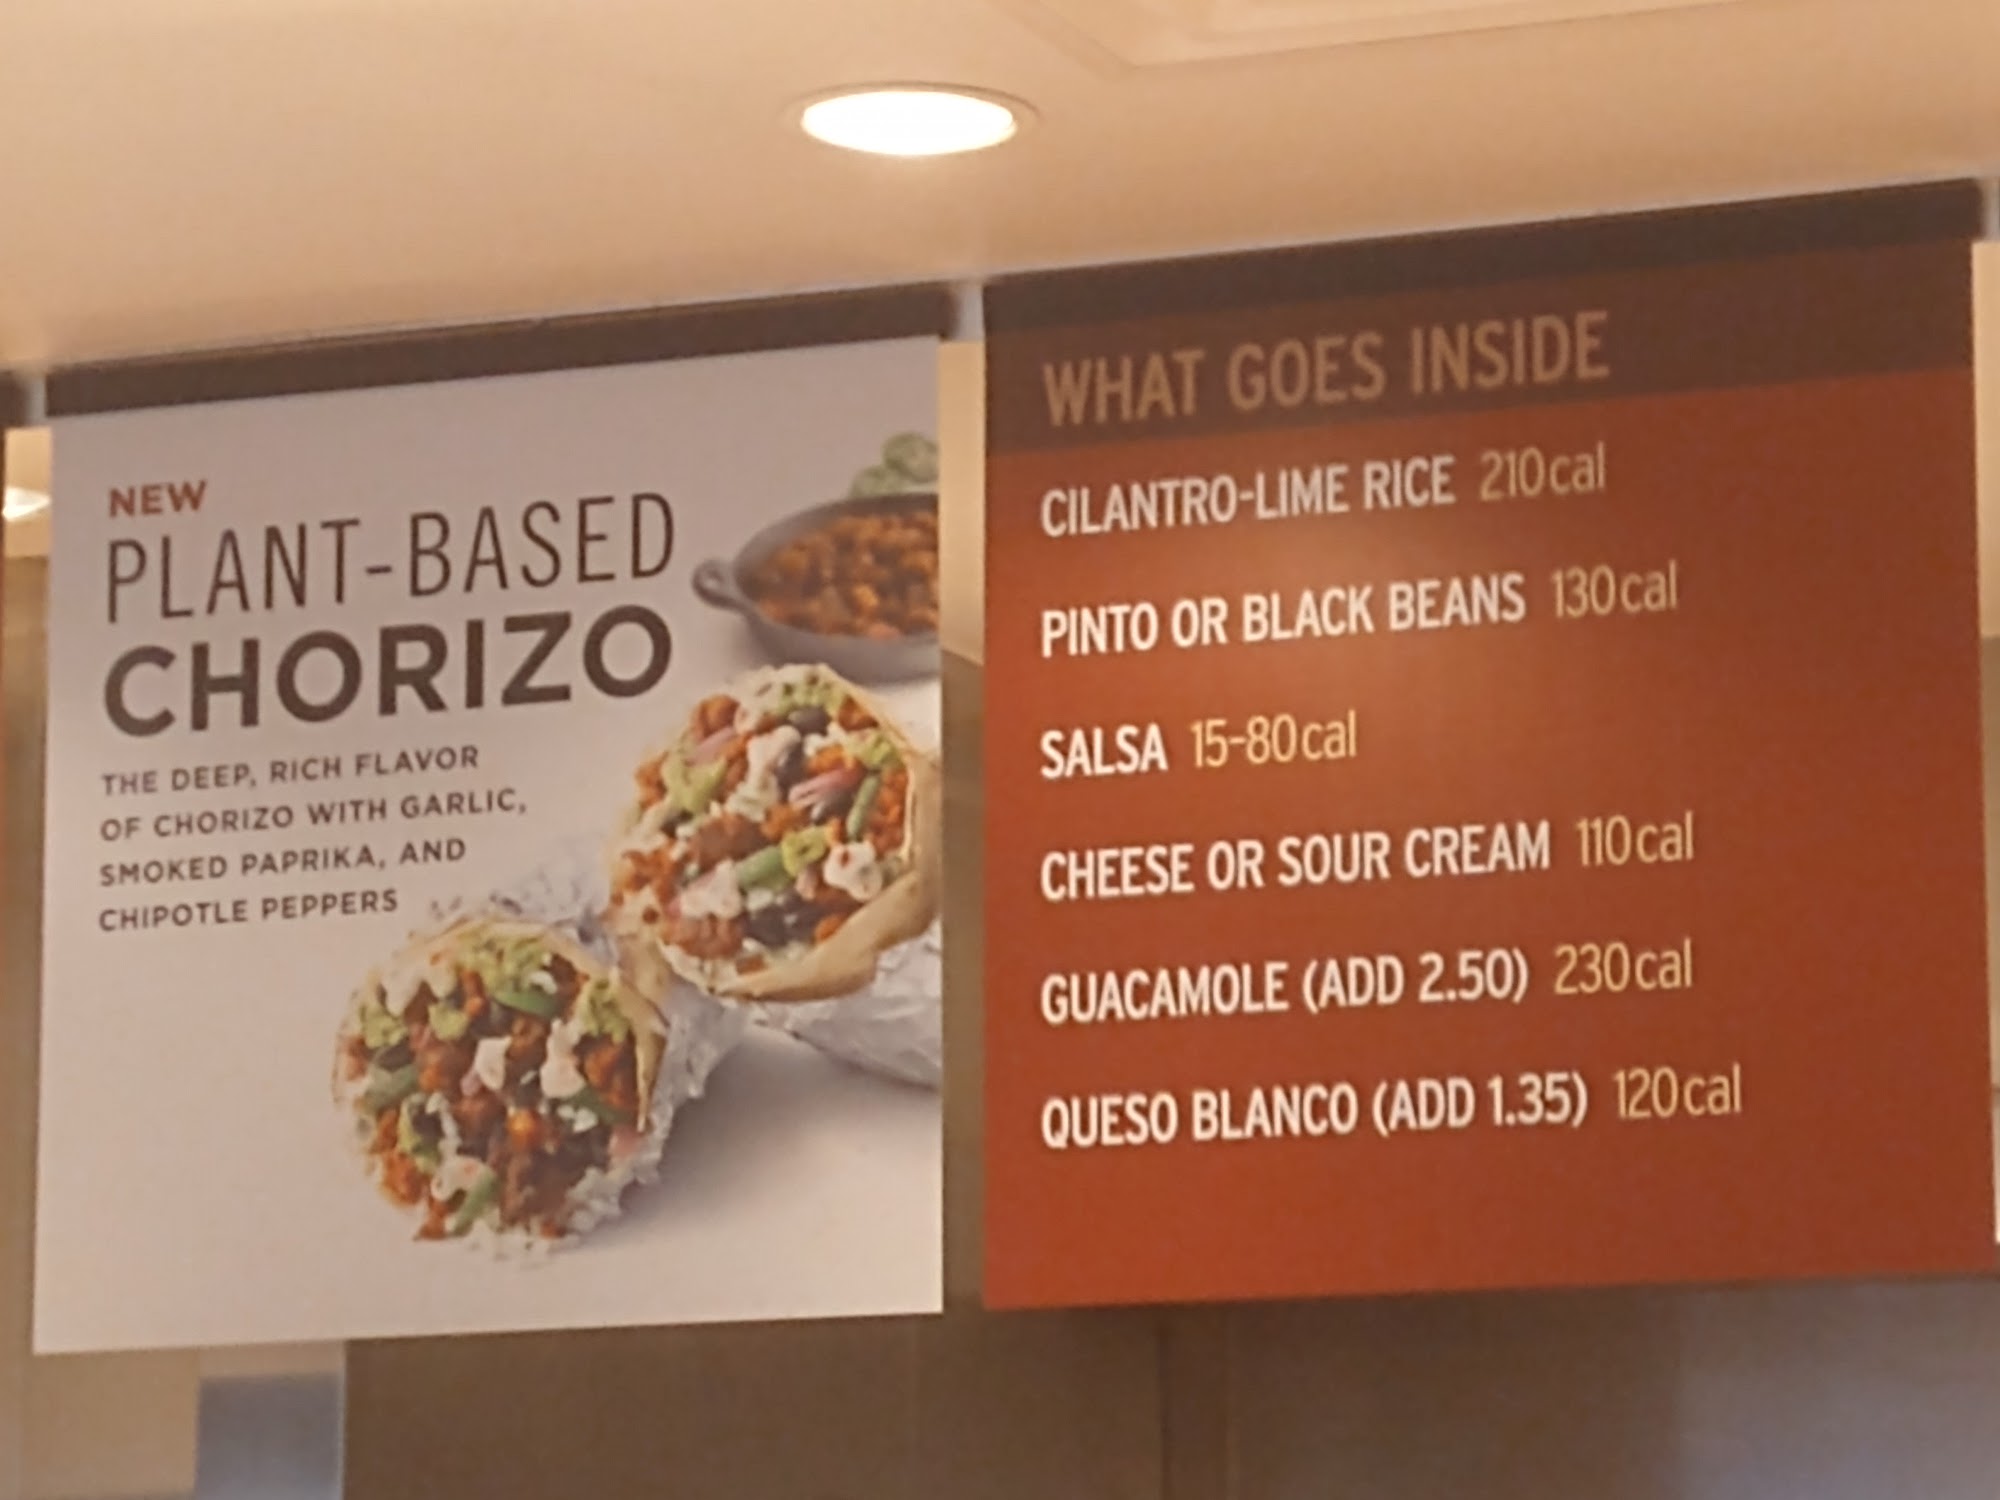 NEW
PLANT-BASED
CHORIZO
THE DEEP, RICH FLAVOR
OF CHORIZO WITH GARLIC,
SMOKED PAPRIKA, AND
CHIPOTLE PEPPERS
WHAT GOES INSIDE
CILANTRO-LIME RICE 210cal
PINTO OR BLACK BEANS 130cal
SALSA 15-80cal
CHEESE OR SOUR CREAM 110cal
GUACAMOLE (ADD 2.50) 230cal
QUESO BLANCO (ADD 1.35) 120cal